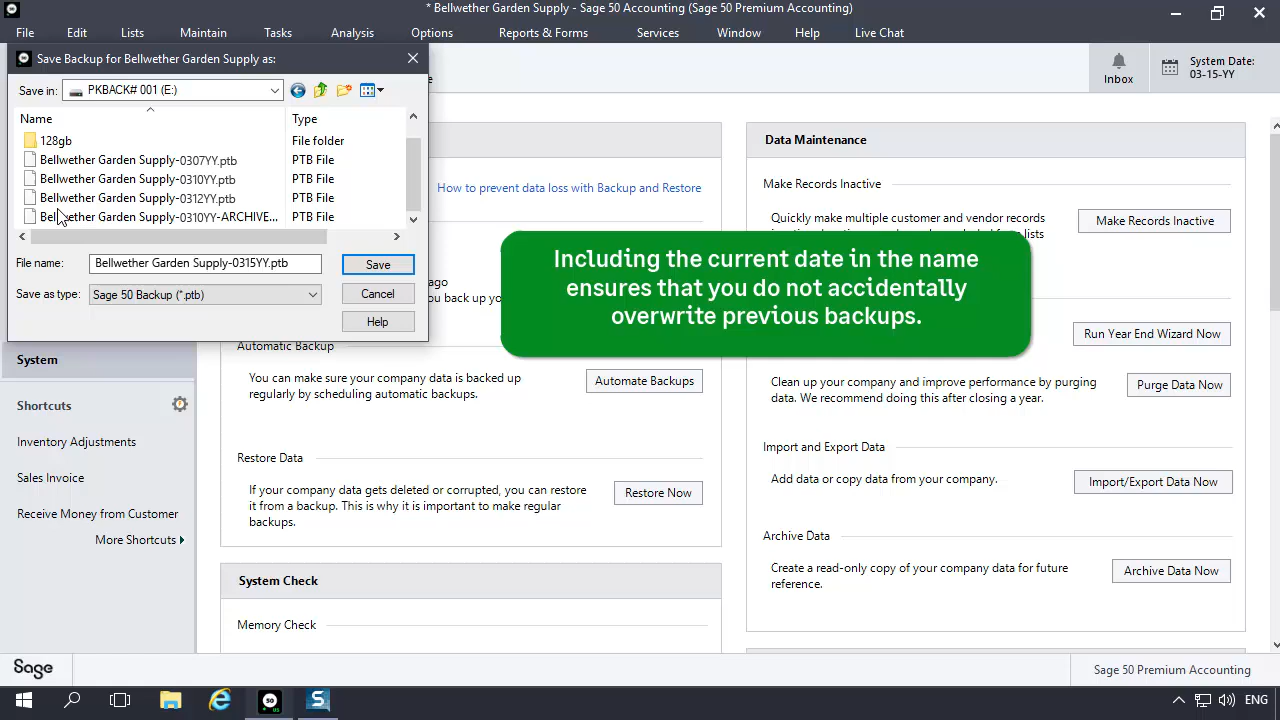 * Bellwether Garden Supply - Sage 50 Accounting (Sage 50 Premium Accounting)
File Edit Lists Maintain Tasks Analysis Options Reports & Forms Services Window Help Live Chat
Save Backup for Bellwether Garden Supply as:
Save in: PKBACK# 001 (E:)
Name Type
128gb File folder
Bellwether Garden Supply-0307YY.ptb PTB File
Bellwether Garden Supply-0310YY.ptb PTB File
Bellwether Garden Supply-0312YY.ptb PTB File
Bellwether Garden Supply-0310YY-ARCHIVE... PTB File
File name: Bellwether Garden Supply-0315YY.ptb Save
Save as type: Sage 50 Backup (*.ptb) Cancel
Help
Inbox
System Date:
03-15-YY
System
Shortcuts
Inventory Adjustments
Sales Invoice
Receive Money from Customer
More Shortcuts
How to prevent data loss with Backup and Restore
ago
you back up you
Including the current date in the name
ensures that you do not accidentally
overwrite previous backups.
Automatic Backup
You can make sure your company data is backed up
regularly by scheduling automatic backups.
Automate Backups
Restore Data
If your company data gets deleted or corrupted, you can restore
it from a backup. This is why it is important to make regular
backups.
Restore Now
System Check
Memory Check
Data Maintenance
Make Records Inactive
Quickly make multiple customer and vendor records
Make Records Inactive
Run Year End Wizard Now
Clean up your company and improve performance by purging
data. We recommend doing this after closing a year.
Purge Data Now
Import and Export Data
Add data or copy data from your company.
Import/Export Data Now
Archive Data
Create a read-only copy of your company data for future
reference.
Archive Data Now
Sage
Sage 50 Premium Accounting
50
ENG